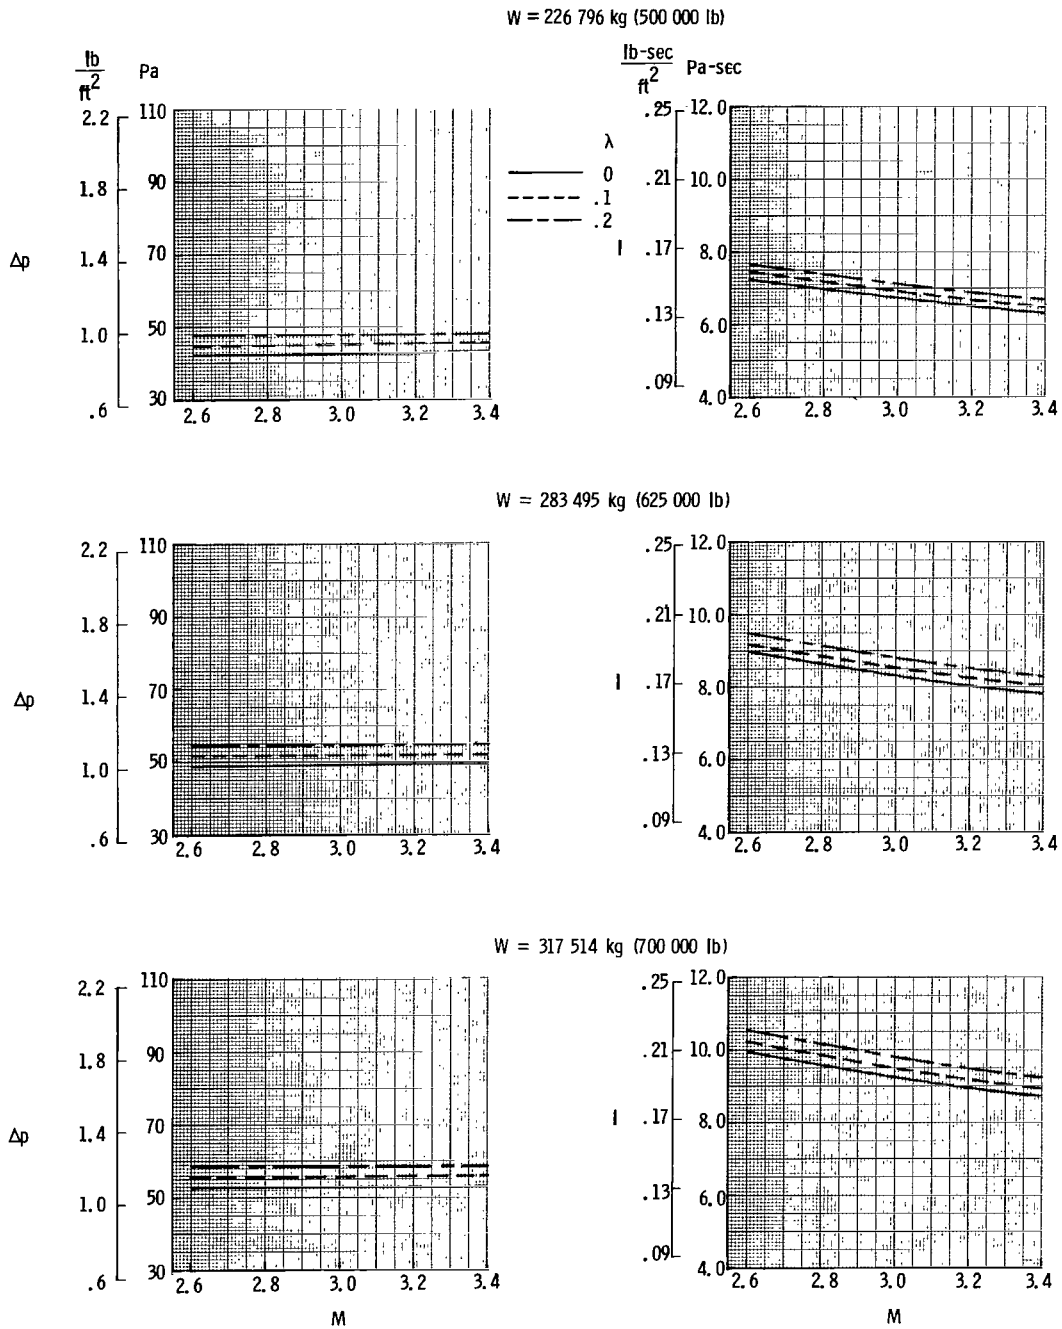 W = 226 796 kg (500 000 lb)
lb
ft2
Pa
2.2
1.8
1.4
1.0
.6
110
90
70
50
30
Δp
2.6 2.8 3.0 3.2 3.4
λ
0
.1
.2
lb-sec
ft2
Pa-sec
.25
.21
.17
.13
.09
12.0
10.0
8.0
6.0
4.0
I
2.6 2.8 3.0 3.2 3.4
W = 283 495 kg (625 000 lb)
2.2
1.8
1.4
1.0
.6
110
90
70
50
30
Δp
2.6 2.8 3.0 3.2 3.4
.25
.21
.17
.13
.09
12.0
10.0
8.0
6.0
4.0
I
2.6 2.8 3.0 3.2 3.4
W = 317 514 kg (700 000 lb)
2.2
1.8
1.4
1.0
.6
110
90
70
50
30
Δp
2.6 2.8 3.0 3.2 3.4
M
.25
.21
.17
.13
.09
12.0
10.0
8.0
6.0
4.0
I
2.6 2.8 3.0 3.2 3.4
M